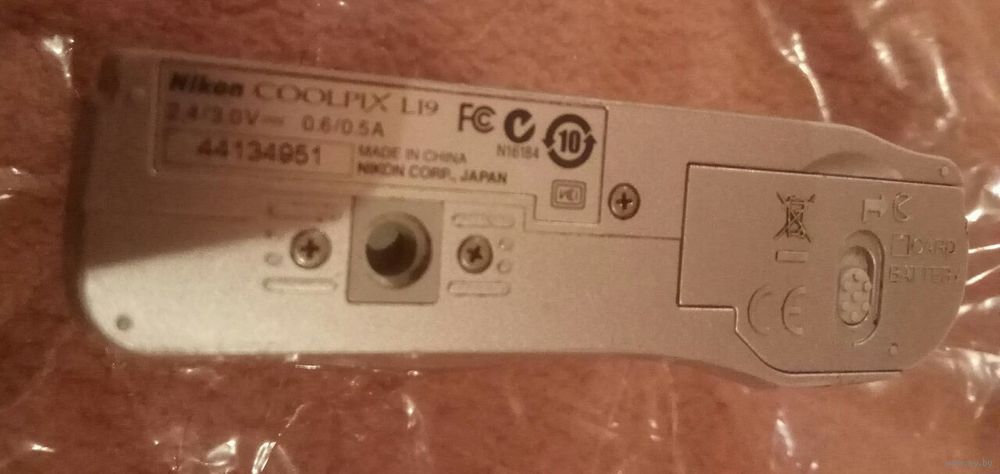 Nikon COOLPIX L19
2.4/3.0V⎓ 0.6/0.5A
44134951
MADE IN CHINA
NIKON CORP., JAPAN
FC
N16184
10
CE
CARD
BATTERY